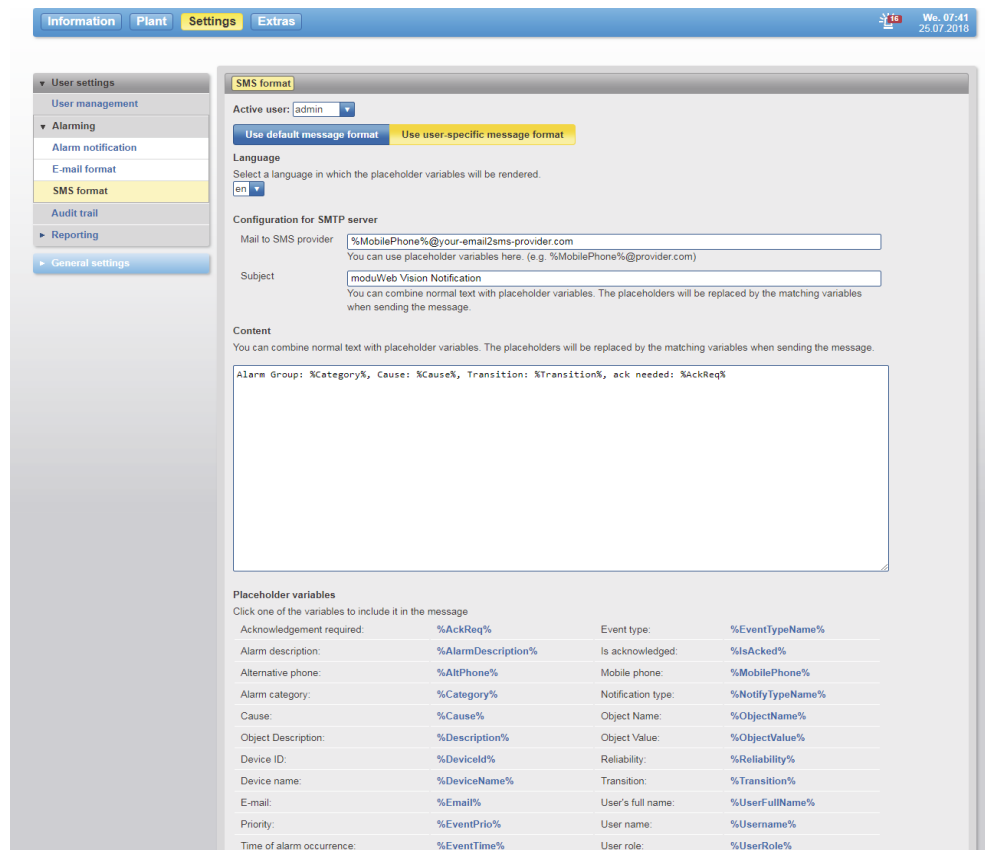 Information Plant Settings Extras
16
We. 07:41
25.07.2018
User settings
User management
Alarming
Alarm notification
E-mail format
SMS format
Audit trail
Reporting
General settings
SMS format
Active user: admin
Use default message format Use user-specific message format
Language
Select a language in which the placeholder variables will be rendered.
en
Configuration for SMTP server
Mail to SMS provider %MobilePhone%@your-email2sms-provider.com
You can use placeholder variables here. (e.g. %MobilePhone%@provider.com)
Subject moduWeb Vision Notification
You can combine normal text with placeholder variables. The placeholders will be replaced by the matching variables
when sending the message.
Content
You can combine normal text with placeholder variables. The placeholders will be replaced by the matching variables when sending the message.
Alarm Group: %Category%, Cause: %Cause%, Transition: %Transition%, ack needed: %AckReq%
Placeholder variables
Click one of the variables to include it in the message
Acknowledgement required: %AckReq% Event type: %EventTypeName%
Alarm description: %AlarmDescription% Is acknowledged: %IsAcked%
Alternative phone: %AltPhone% Mobile phone: %MobilePhone%
Alarm category: %Category% Notification type: %NotifyTypeName%
Cause: %Cause% Object Name: %ObjectName%
Object Description: %Description% Object Value: %ObjectValue%
Device ID: %DeviceId% Reliability: %Reliability%
Device name: %DeviceName% Transition: %Transition%
E-mail: %Email% User's full name: %UserFullName%
Priority: %EventPrio% User name: %Username%
Time of alarm occurrence: %EventTime% User role: %UserRole%